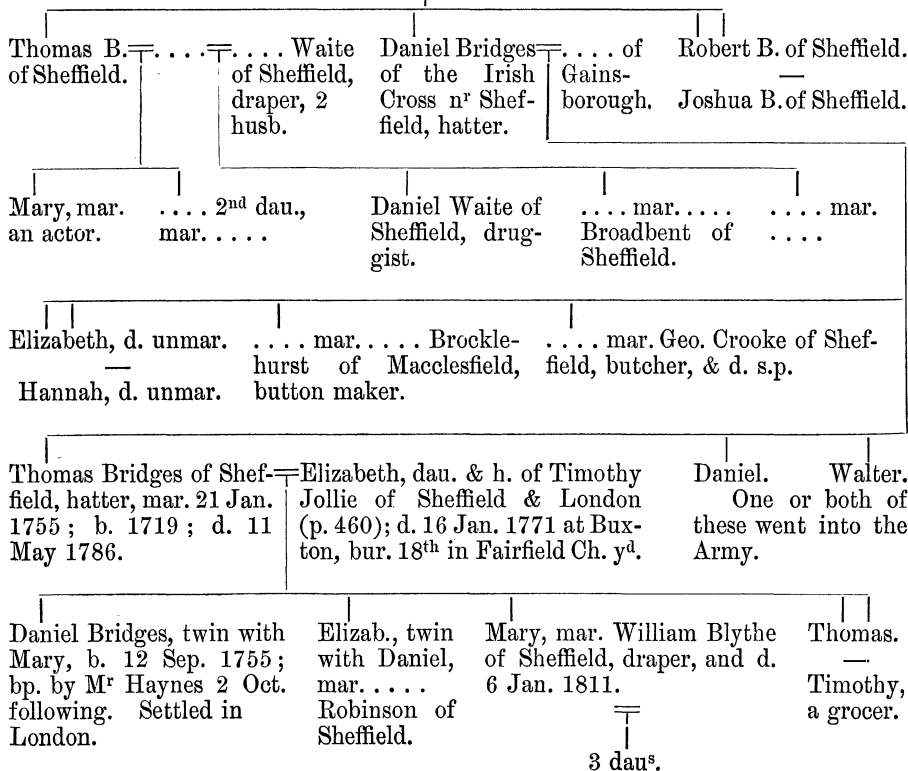 Thomas B.
of Sheffield.
. . . .
. . . . Waite
of Sheffield,
draper, 2
husb.
Daniel Bridges
of the Irish
Cross nʳ Shef-
field, hatter.
. . . . of
Gains-
borough.
Robert B. of Sheffield.
—
Joshua B. of Sheffield.
Mary, mar.
an actor.
. . . . 2ⁿᵈ dau.,
mar. . . . .
Daniel Waite of
Sheffield, drug-
gist.
. . . . mar. . . . .
Broadbent of
Sheffield.
. . . . mar.
. . . .
Elizabeth, d. unmar.
—
Hannah, d. unmar.
. . . . mar. . . . . Brockle-
hurst of Macclesfield,
button maker.
. . . . mar. Geo. Crooke of Shef-
field, butcher, & d. s.p.
Thomas Bridges of Shef-
field, hatter, mar. 21 Jan.
1755 ; b. 1719 ; d. 11
May 1786.
Elizabeth, dau. & h. of Timothy
Jollie of Sheffield & London
(p. 460); d. 16 Jan. 1771 at Bux-
ton, bur. 18ᵗʰ in Fairfield Ch. yᵈ.
Daniel. Walter.
One or both of
these went into the
Army.
Daniel Bridges, twin with
Mary, b. 12 Sep. 1755 ;
bp. by Mʳ Haynes 2 Oct.
following. Settled in
London.
Elizab., twin
with Daniel,
mar. . . . .
Robinson of
Sheffield.
Mary, mar. William Blythe
of Sheffield, draper, and d.
6 Jan. 1811.
3 dauˢ.
Thomas.
—
Timothy,
a grocer.